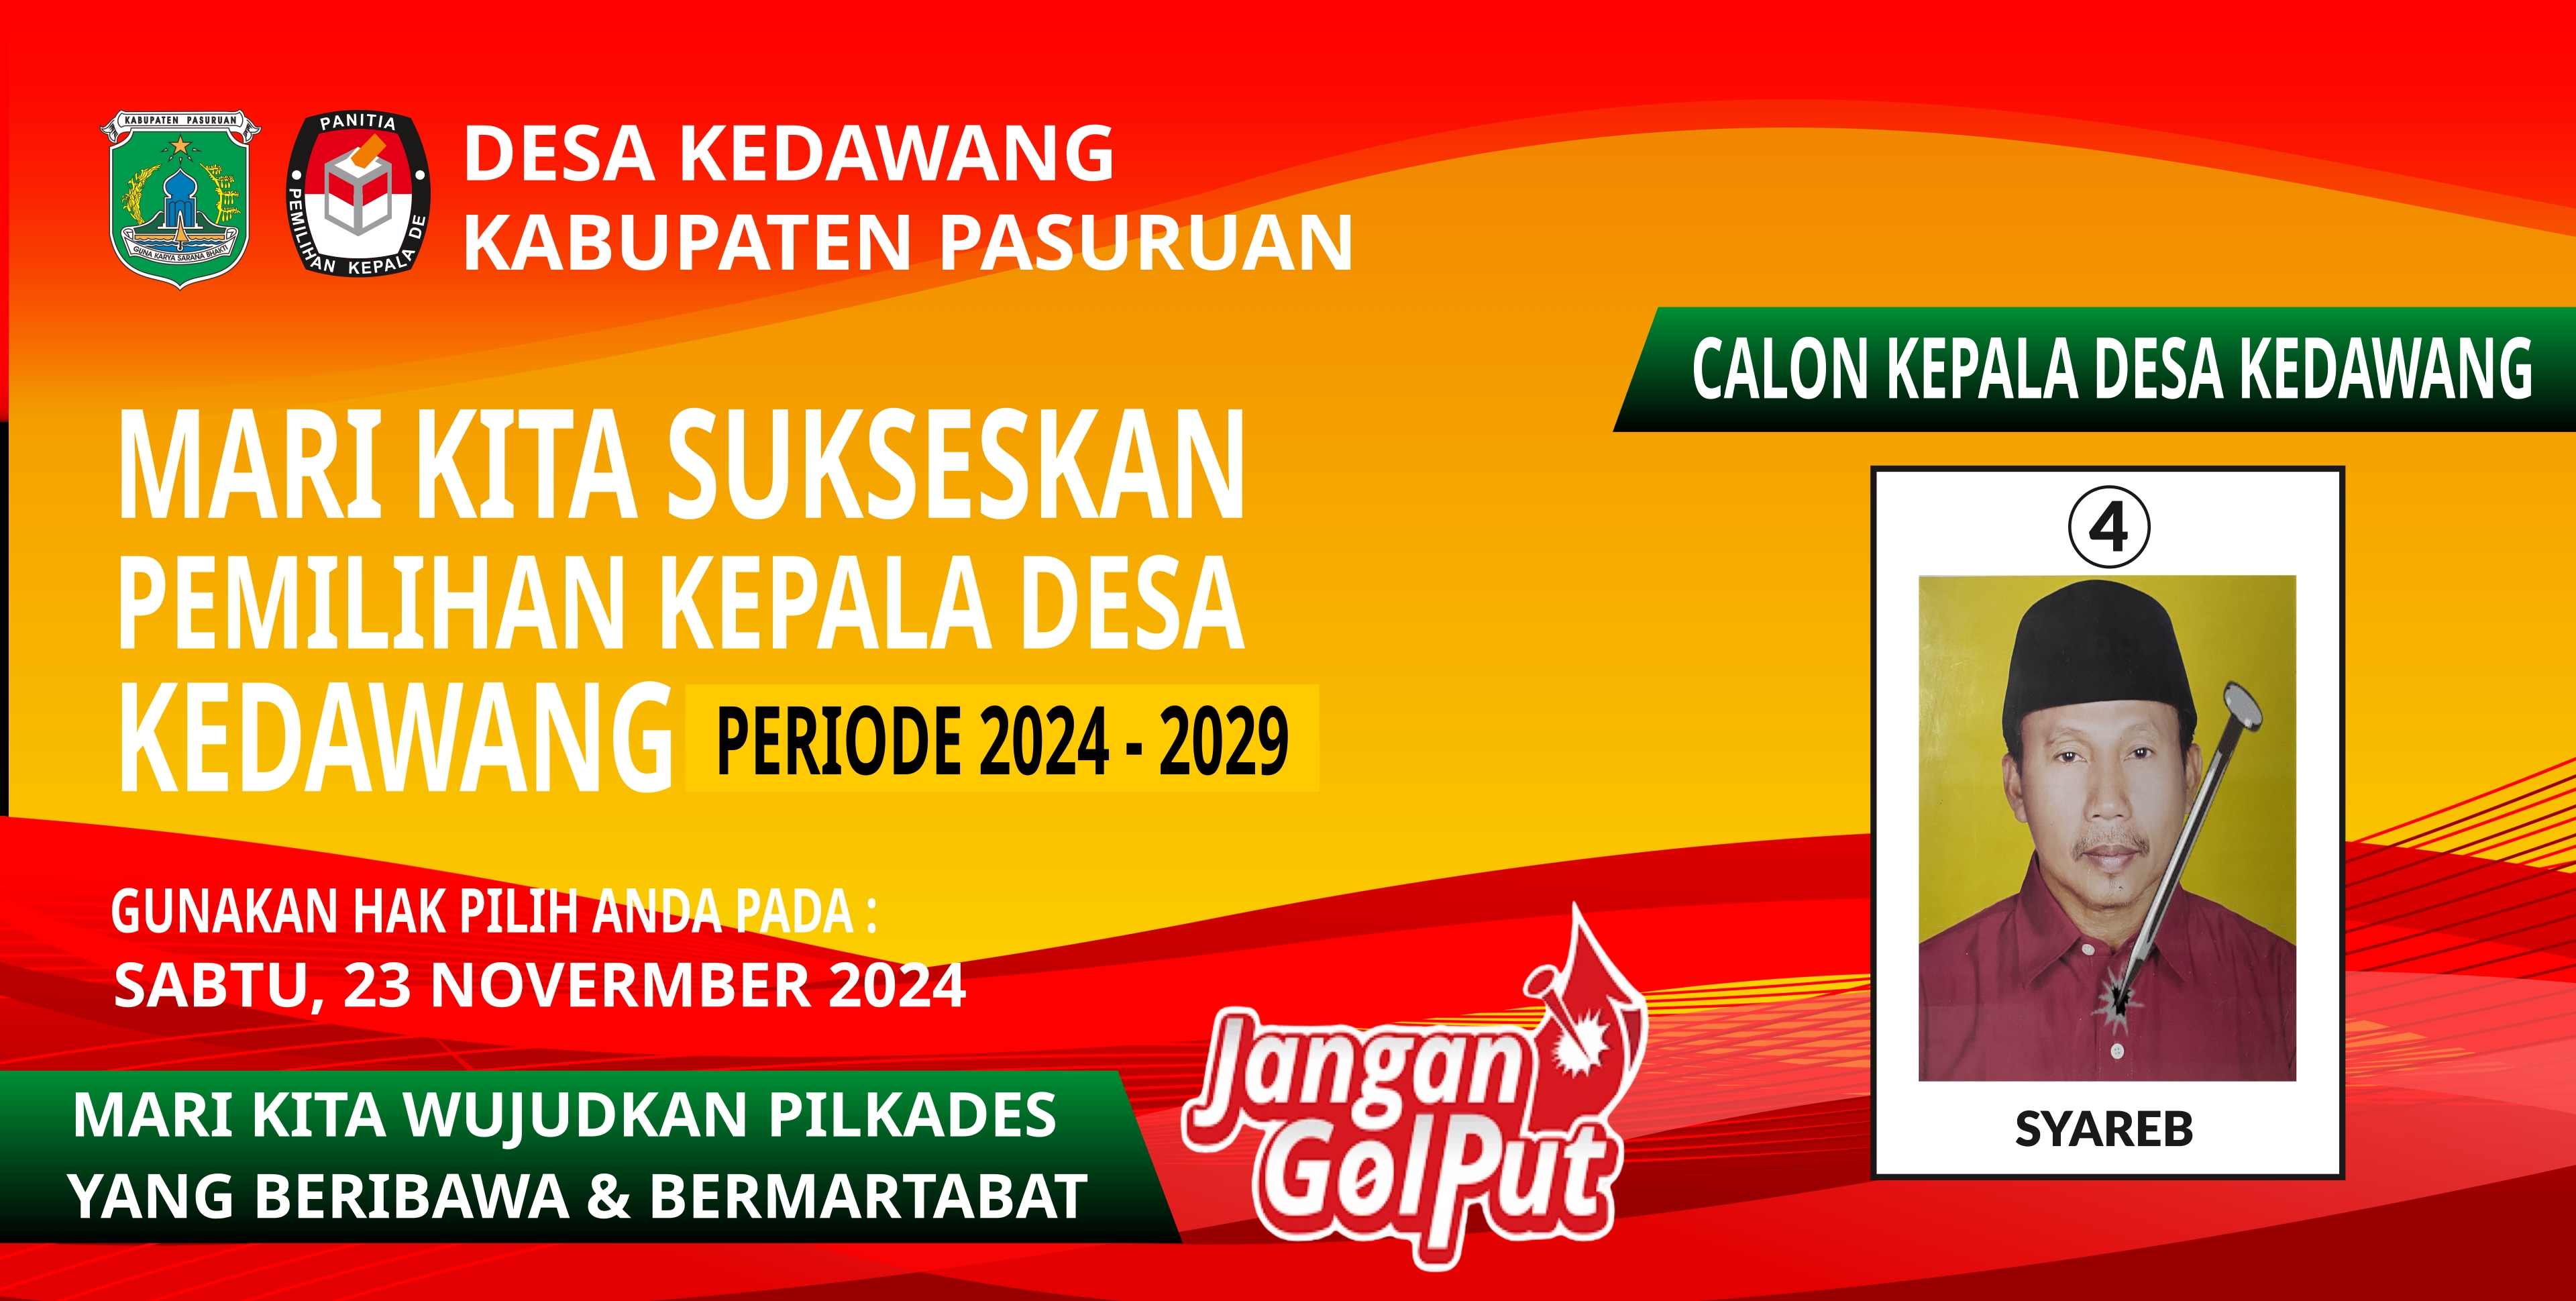 KABUPATEN PASURUAN
GUNA KARYA SARANA BHAKTI
PANITIA
PEMILIHAN KEPALA DE
DESA KEDAWANG
KABUPATEN PASURUAN
CALON KEPALA DESA KEDAWANG
MARI KITA SUKSESKAN
PEMILIHAN KEPALA DESA
KEDAWANG PERIODE 2024 - 2029
4
SYAREB
GUNAKAN HAK PILIH ANDA PADA :
SABTU, 23 NOVERMBER 2024
MARI KITA WUJUDKAN PILKADES
YANG BERIBAWA & BERMARTABAT
Jangan
GolPut